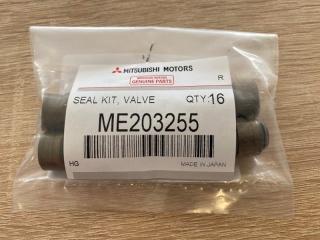 MITSUBISHI MOTORS
GENUINE PARTS
R
SEAL KIT, VALVE QTY:16
ME203255
HG MADE IN JAPAN